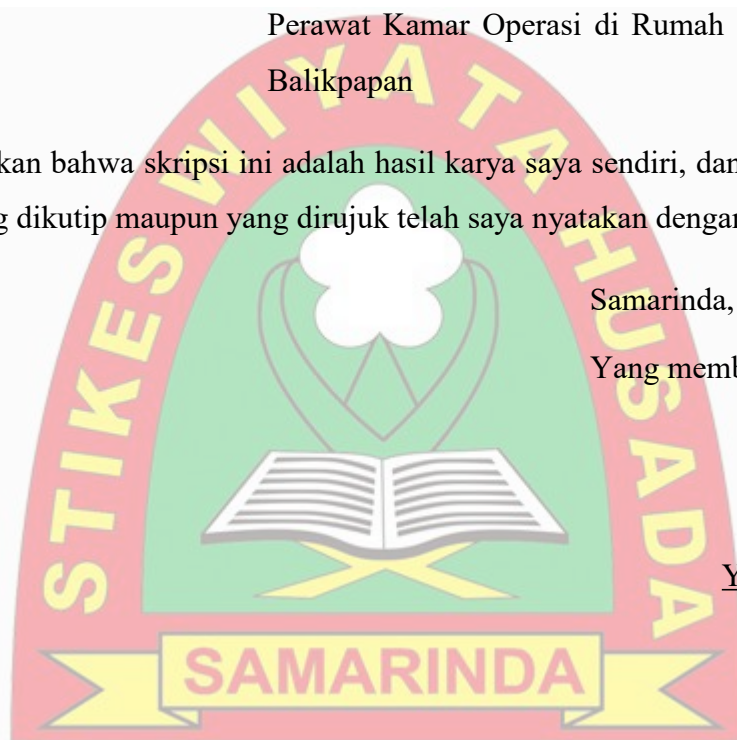 Perawat Kamar Operasi di Rumah
Balikpapan
kan bahwa skripsi ini adalah hasil karya saya sendiri, dan
g dikutip maupun yang dirujuk telah saya nyatakan dengan
Samarinda,
Yang memb
Y
STIKES WIYATA HUSADA
SAMARINDA